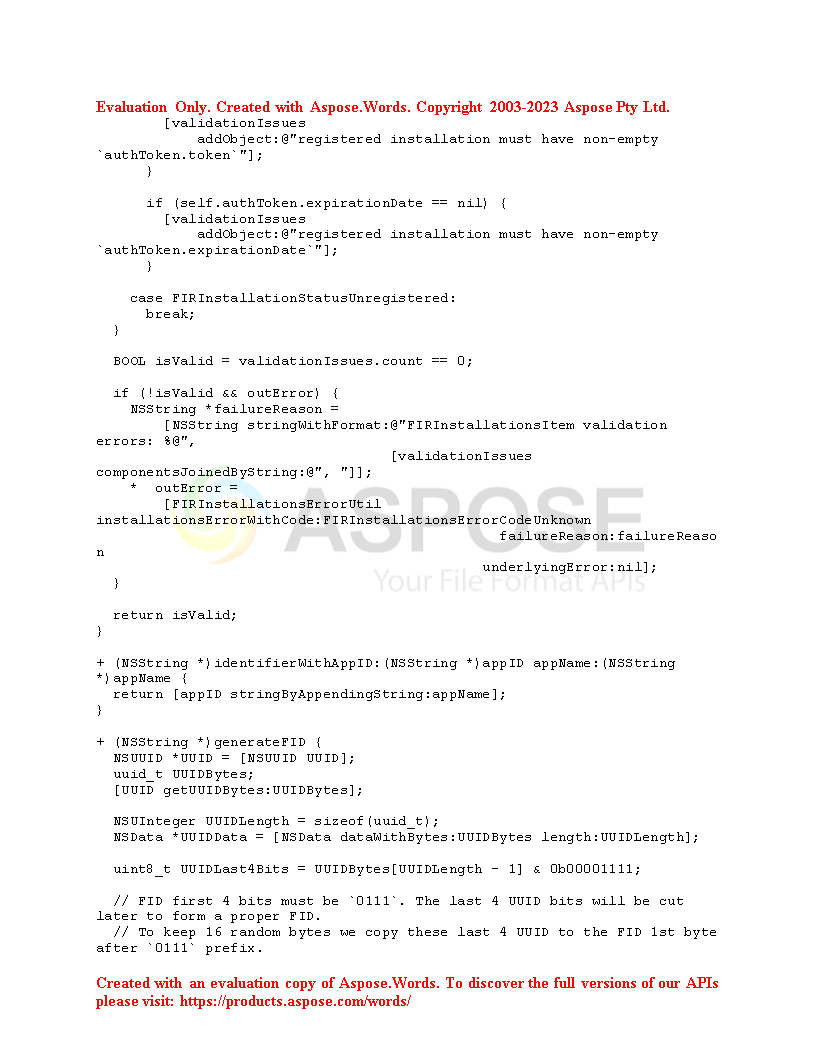 Evaluation Only. Created with Aspose.Words. Copyright 2003-2023 Aspose Pty Ltd.
        [validationIssues
            addObject:@"registered installation must have non-empty
`authToken.token`"];
      }

      if (self.authToken.expirationDate == nil) {
        [validationIssues
            addObject:@"registered installation must have non-empty
`authToken.expirationDate`"];
      }

    case FIRInstallationStatusUnregistered:
      break;
  }

  BOOL isValid = validationIssues.count == 0;

  if (!isValid && outError) {
    NSString *failureReason =
        [NSString stringWithFormat:@"FIRInstallationsItem validation
errors: %@",
                                   [validationIssues
componentsJoinedByString:@", "]];
    *  outError =
        [FIRInstallationsErrorUtil
installationsErrorWithCode:FIRInstallationsErrorCodeUnknown
                                                failureReason:failureReaso
n
                                              underlyingError:nil];
  }

  return isValid;
}

+ (NSString *)identifierWithAppID:(NSString *)appID appName:(NSString
*)appName {
  return [appID stringByAppendingString:appName];
}

+ (NSString *)generateFID {
  NSUUID *UUID = [NSUUID UUID];
  uuid_t UUIDBytes;
  [UUID getUUIDBytes:UUIDBytes];

  NSUInteger UUIDLength = sizeof(uuid_t);
  NSData *UUIDData = [NSData dataWithBytes:UUIDBytes length:UUIDLength];

  uint8_t UUIDLast4Bits = UUIDBytes[UUIDLength - 1] & 0b00001111;

  // FID first 4 bits must be `0111`. The last 4 UUID bits will be cut
later to form a proper FID.
  // To keep 16 random bytes we copy these last 4 UUID to the FID 1st byte
after `0111` prefix.
ASPOSE
Your File Format APIs
Created with an evaluation copy of Aspose.Words. To discover the full versions of our APIs
please visit: https://products.aspose.com/words/